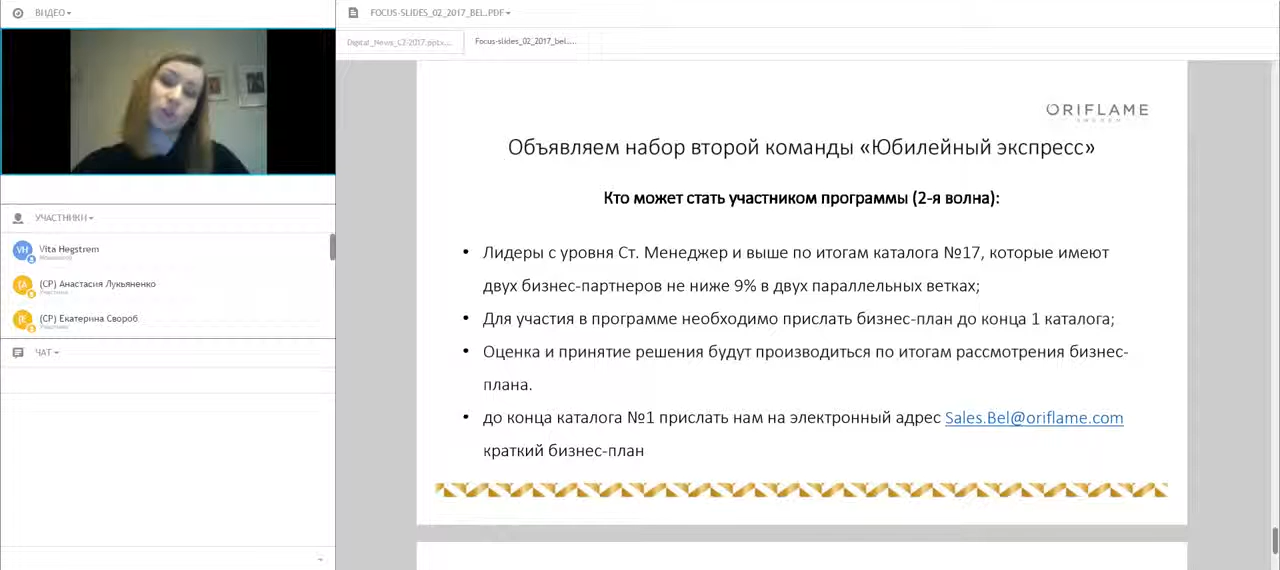 ВИДЕО
FOCUS-SLIDES_02_2017_BEL.PDF
Digital_News_C2-2017.pptx...
Focus-slides_02_2017_bel....
ORIFLAME
SWEDEN
Объявляем набор второй команды «Юбилейный экспресс»
Кто может стать участником программы (2-я волна):
УЧАСТНИКИ
VH
Vita Hegstrem
(СР) Анастасия Лукьяненко
Участник
(СР) Екатерина Свороб
Участник
ЧАТ
• Лидеры с уровня Ст. Менеджер и выше по итогам каталога №17, которые имеют
двух бизнес-партнеров не ниже 9% в двух параллельных ветках;
• Для участия в программе необходимо прислать бизнес-план до конца 1 каталога;
• Оценка и принятие решения будут производиться по итогам рассмотрения бизнес-
плана.
• до конца каталога №1 прислать нам на электронный адрес Sales.Bel@oriflame.com
краткий бизнес-план